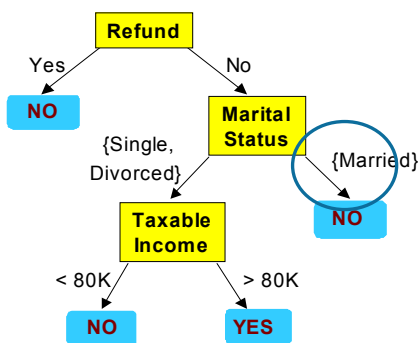 Refund
Yes
No
NO
Marital
Status
{Single,
Divorced}
{Married}
Taxable
Income
NO
< 80K
> 80K
NO
YES